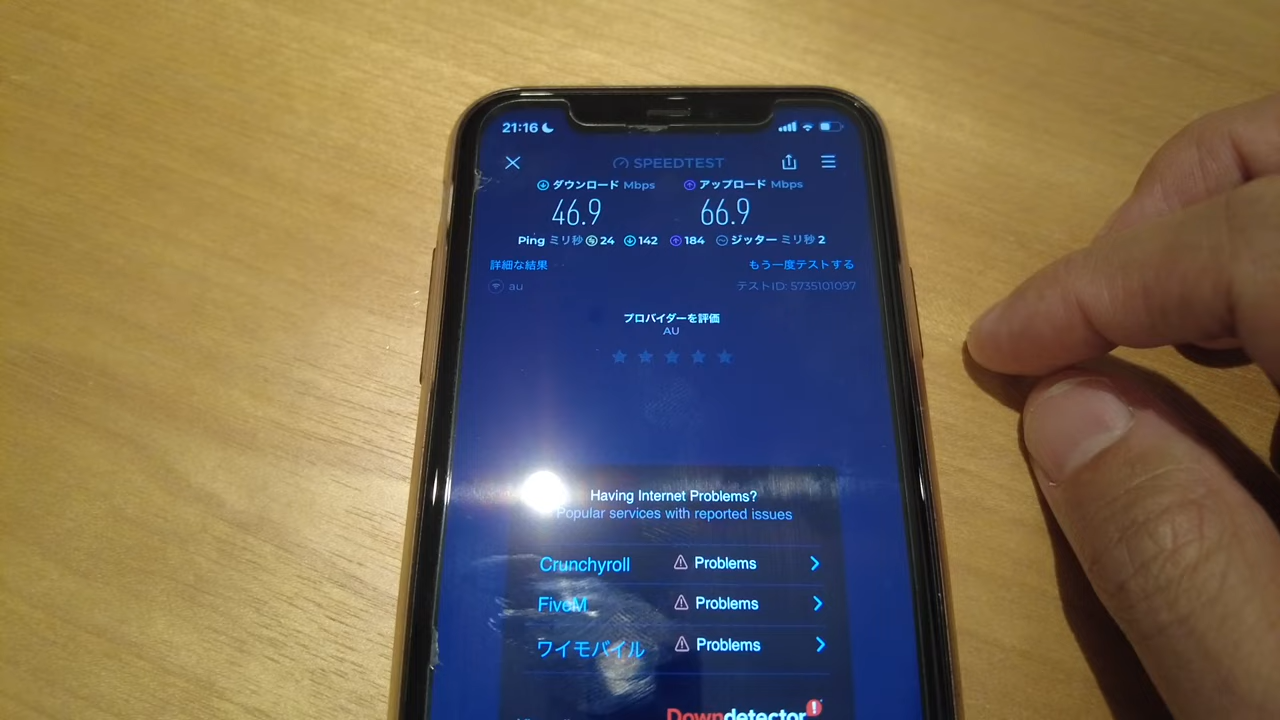 21:16
SPEEDTEST
ダウンロード Mbps アップロード Mbps
46.9 66.9
Ping ミリ秒 24 142 184 ジッター ミリ秒 2
詳細な結果 もう一度テストする
au テストID: 5735101097
プロバイダーを評価
AU
Having Internet Problems?
Popular services with reported issues
Crunchyroll Problems
FiveM Problems
ワイモバイル Problems
Downdetector